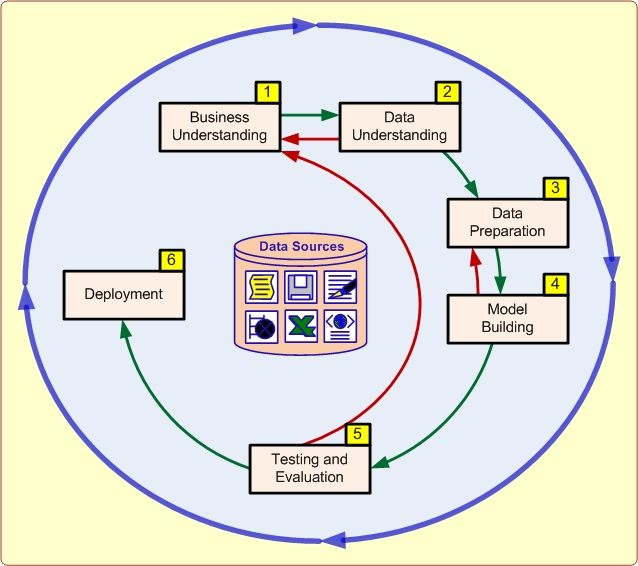 1
Business
Understanding
2
Data
Understanding
3
Data
Preparation
4
Model
Building
5
Testing and
Evaluation
6
Deployment
Data Sources